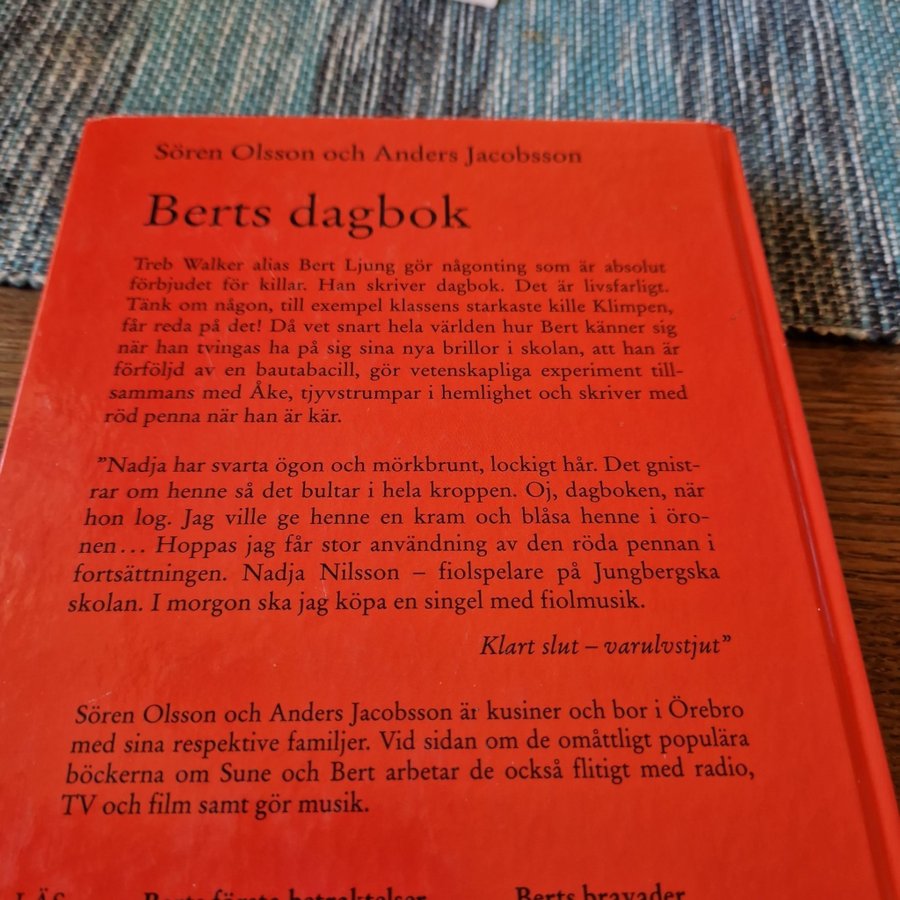 Sören Olsson och Anders Jacobsson
Berts dagbok
Treb Walker alias Bert Ljung gör någonting som är absolut
förbjudet för killar. Han skriver dagbok. Det är livsfarligt.
Tänk om någon, till exempel klassens starkaste kille Klimpen,
får reda på det! Då vet snart hela världen hur Bert känner sig
när han tvingas ha på sig sina nya brillor i skolan, att han är
förföljd av en bautabacill, gör vetenskapliga experiment till-
sammans med Åke, tjyvstrumpar i hemlighet och skriver med
röd penna när han är kär.
”Nadja har svarta ögon och mörkbrunt, lockigt hår. Det gnist-
rar om henne så det bultar i hela kroppen. Oj, dagboken, när
hon log. Jag ville ge henne en kram och blåsa henne i öro-
nen... Hoppas jag får stor användning av den röda pennan i
fortsättningen. Nadja Nilsson – fiolspelare på Jungbergska
skolan. I morgon ska jag köpa en singel med fiolmusik.
Klart slut – varulvstjut”
Sören Olsson och Anders Jacobsson är kusiner och bor i Örebro
med sina respektive familjer. Vid sidan om de omåttligt populära
böckerna om Sune och Bert arbetar de också flitigt med radio,
TV och film samt gör musik.
LÄS Berts första betraktelser Berts bravader